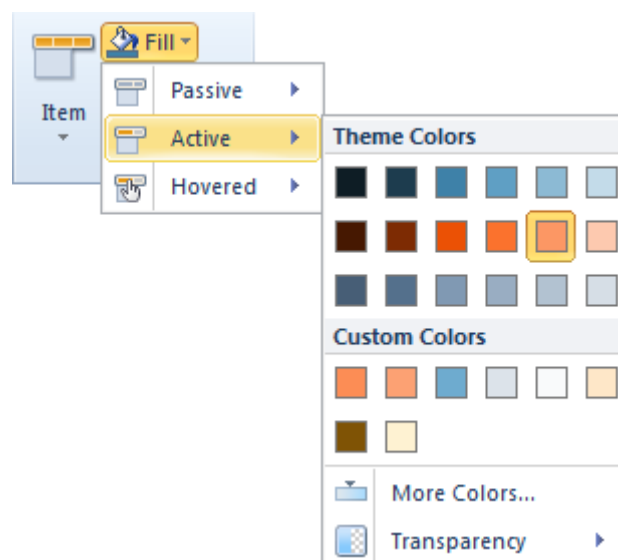 Fill
Item
Passive
Active
Hovered
Theme Colors
Custom Colors
More Colors...
Transparency